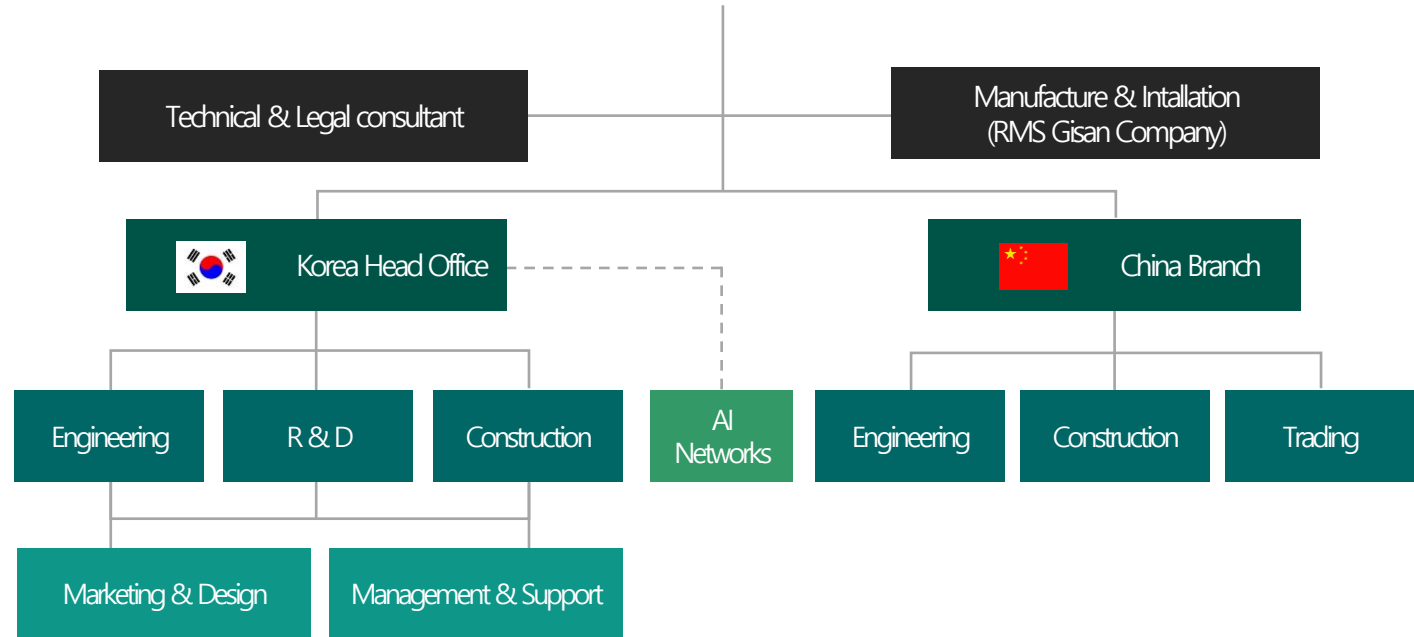 Technical & Legal consultant
Manufacture & Intallation
(RMS Gisan Company)
Korea Head Office
China Branch
Engineering
R & D
Construction
AI
Networks
Engineering
Construction
Trading
Marketing & Design
Management & Support